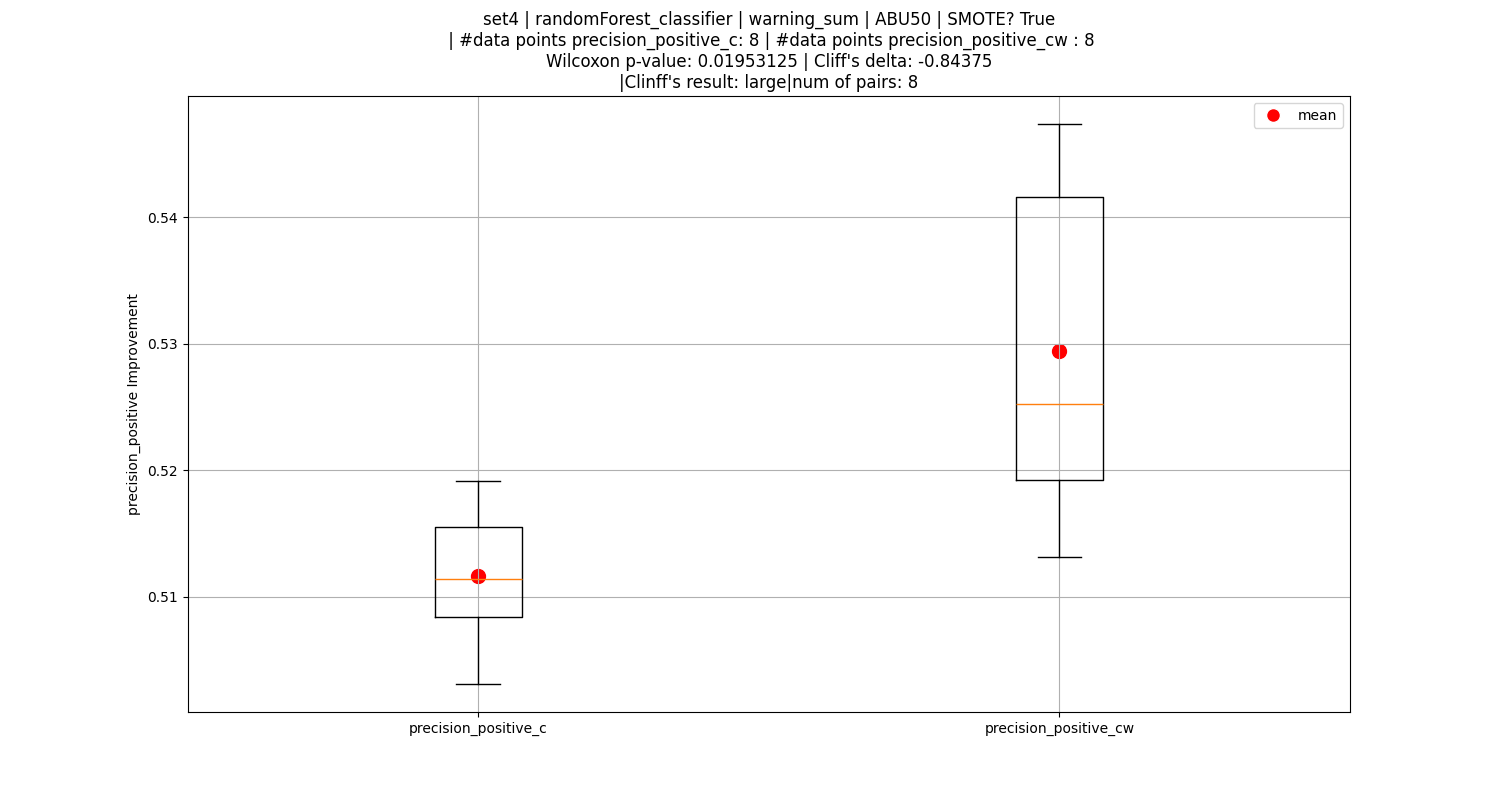 set4 | randomForest_classifier | warning_sum | ABU50 | SMOTE? True
| #data points precision_positive_c: 8 | #data points precision_positive_cw : 8
Wilcoxon p-value: 0.01953125 | Cliff's delta: -0.84375
|Clinff's result: large|num of pairs: 8
mean
0.54
0.53
0.52
0.51
precision_positive Improvement
precision_positive_c
precision_positive_cw